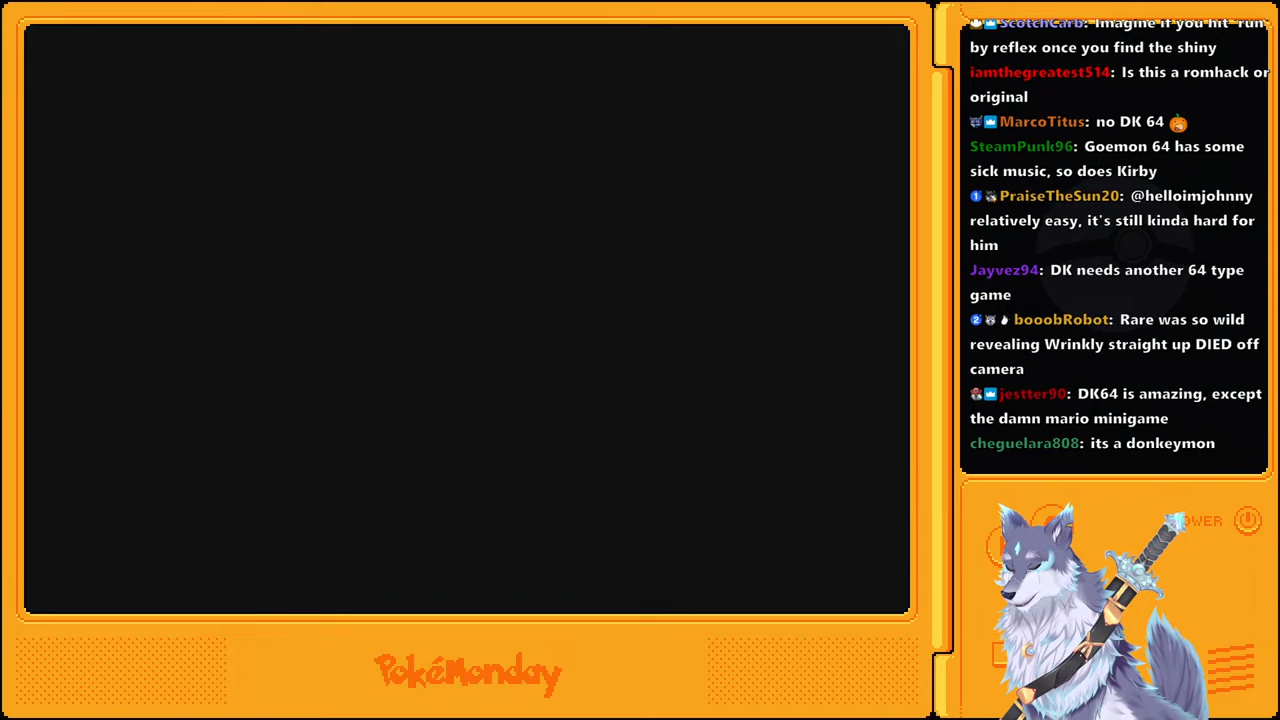 ScotchCarb: Imagine if you hit "run"
by reflex once you find the shiny
iamthegreatest514: Is this a romhack or
original
MarcoTitus: no DK 64
SteamPunk96: Goemon 64 has some
sick music, so does Kirby
PraiseTheSun20: @helloimjohnny
relatively easy, it's still kinda hard for
him
Jayvez94: DK needs another 64 type
game
booobRobot: Rare was so wild
revealing Wrinkly straight up DIED off
camera
jestter90: DK64 is amazing, except
the damn mario minigame
cheguelara808: its a donkeymon
PokéMonday